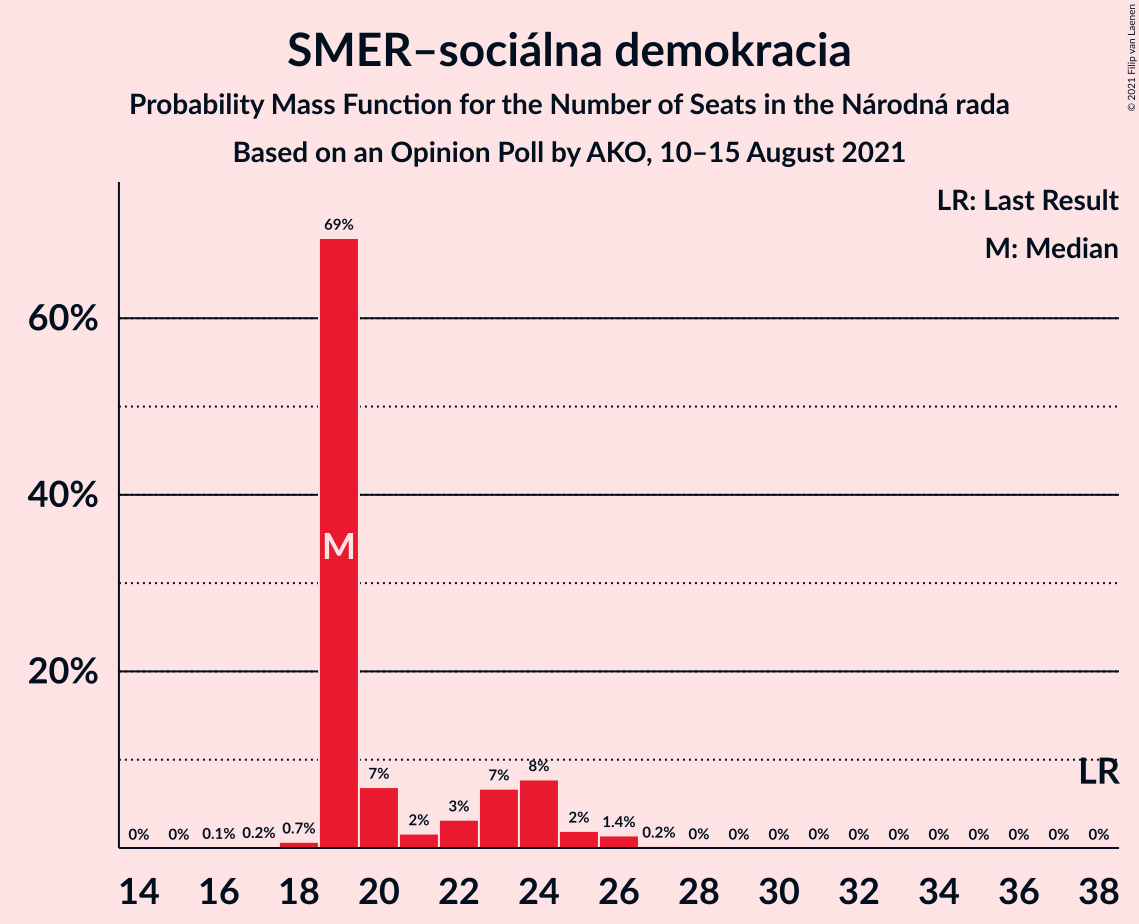 SMER–sociálna demokracia
Probability Mass Function for the Number of Seats in the Národná rada
Based on an Opinion Poll by AKO, 10–15 August 2021
© 2021 Filip van Laenen
LR: Last Result
M: Median
60%
40%
20%
0% 0% 0.1% 0.2% 0.7% 69% 7% 2% 3% 7% 8% 2% 1.4% 0.2% 0% 0% 0% 0% 0% 0% 0% 0% 0% 0% 0%
M
LR
14 16 18 20 22 24 26 28 30 32 34 36 38